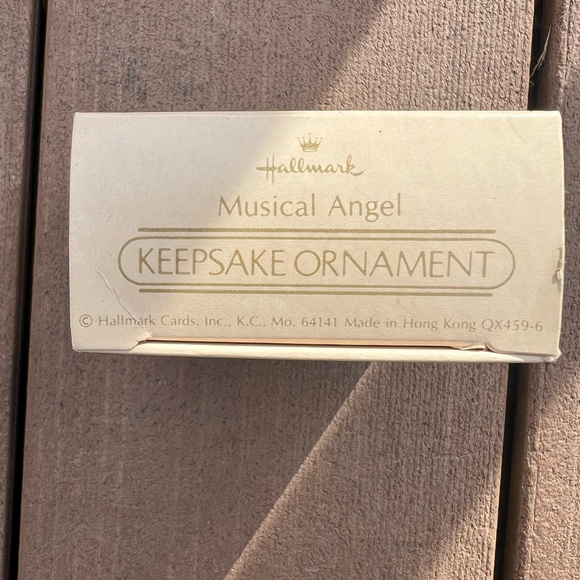 Hallmark
Musical Angel
KEEPSAKE ORNAMENT
© Hallmark Cards, Inc., K.C., Mo. 64141 Made in Hong Kong QX459-6